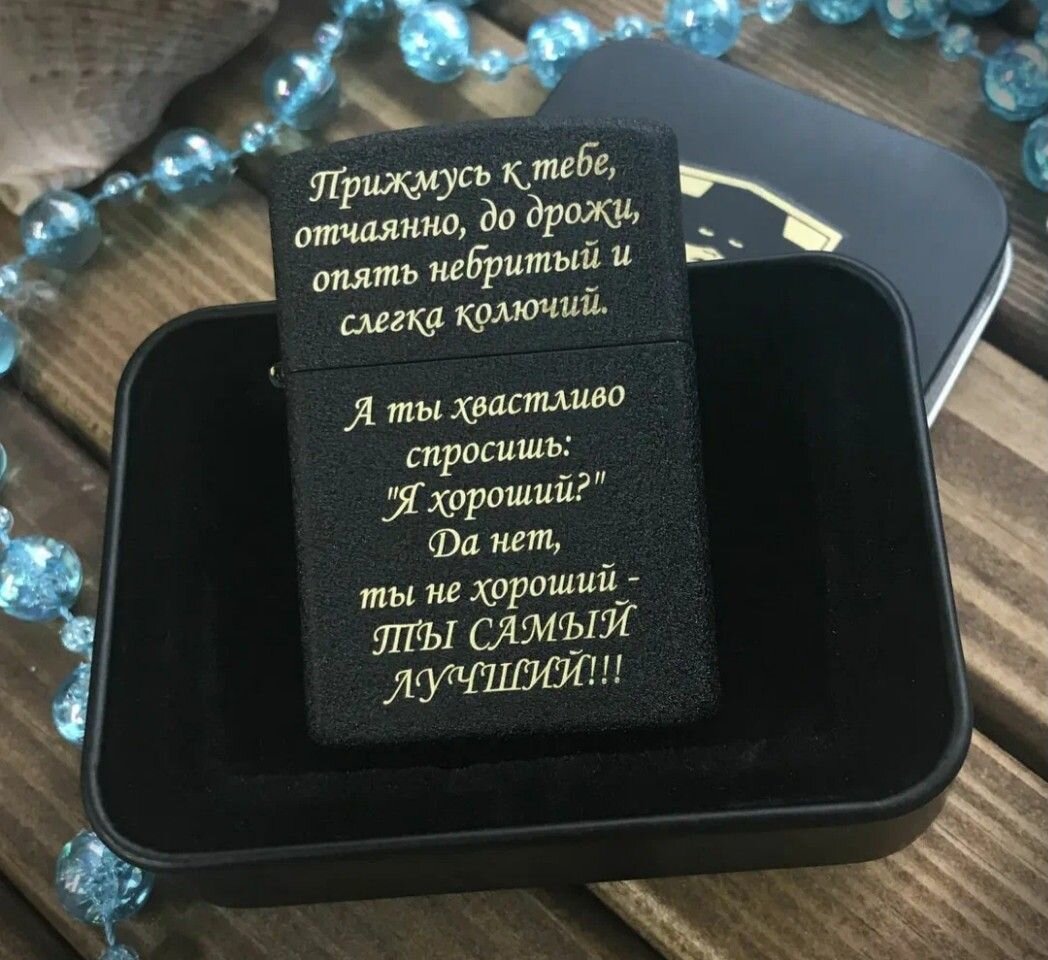 Прижмусь к тебе,
отчаянно, до дрожи,
опять небритый и
слегка колючий.
А ты хвастливо
спросишь:
"Я хороший?"
Да нет,
ты не хороший -
ТЫ САМЫЙ
ЛУЧШИЙ!!!